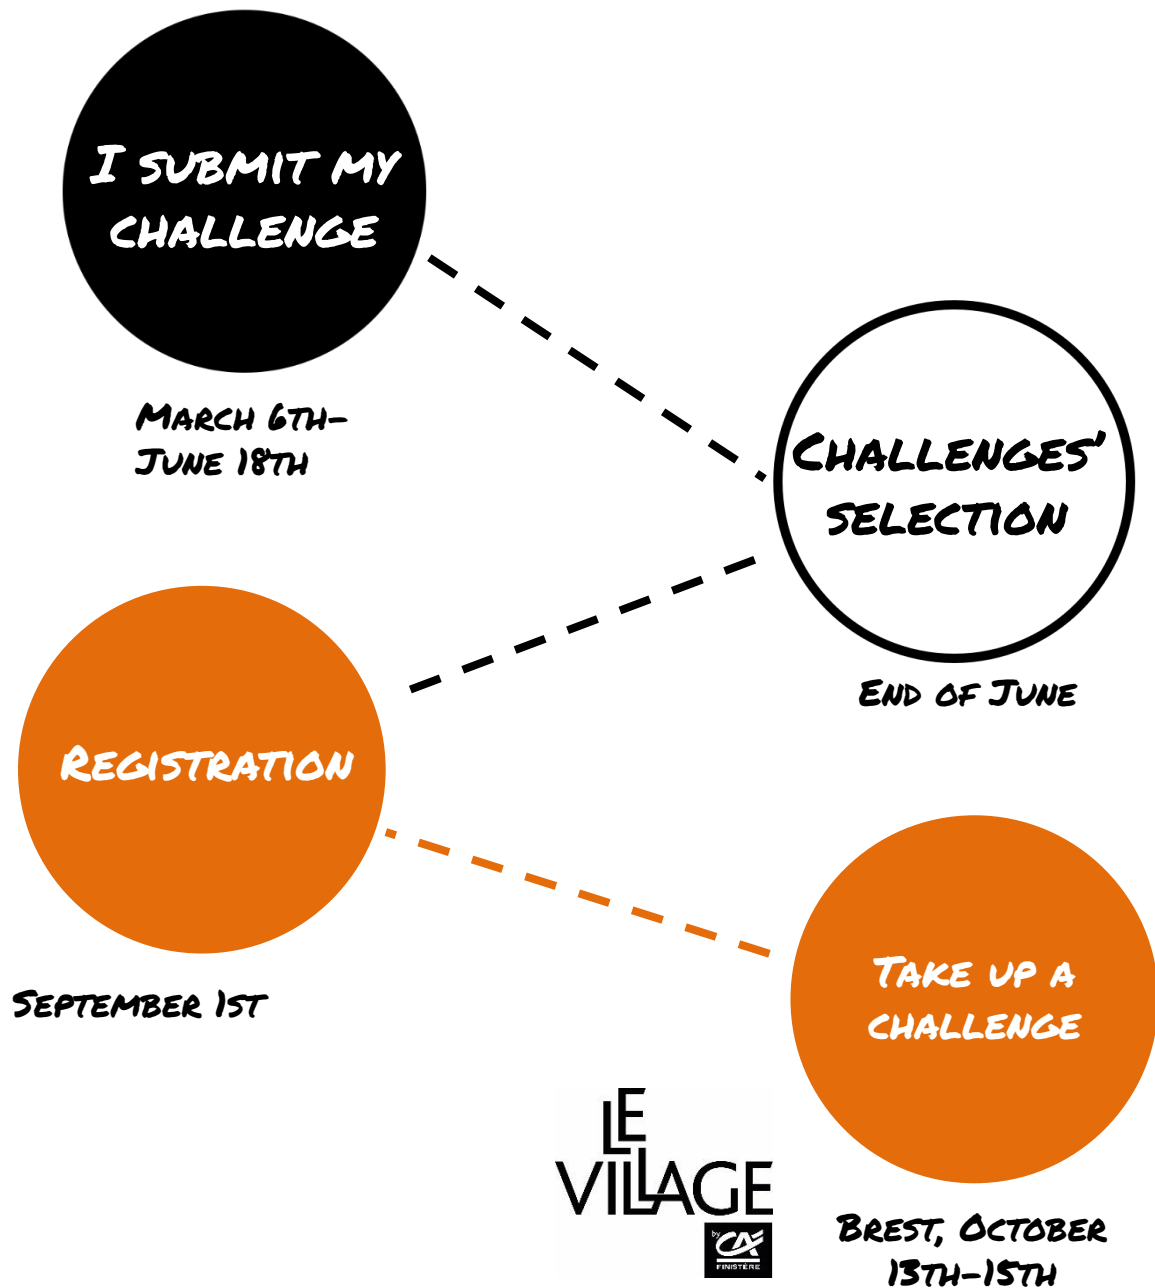 I SUBMIT MY
CHALLENGE
MARCH 6TH-
JUNE 18TH
CHALLENGES'
SELECTION
END OF JUNE
REGISTRATION
SEPTEMBER 1ST
TAKE UP A
CHALLENGE
BREST, OCTOBER
13TH-15TH
LE
VILLAGE
by CA
FINISTÈRE